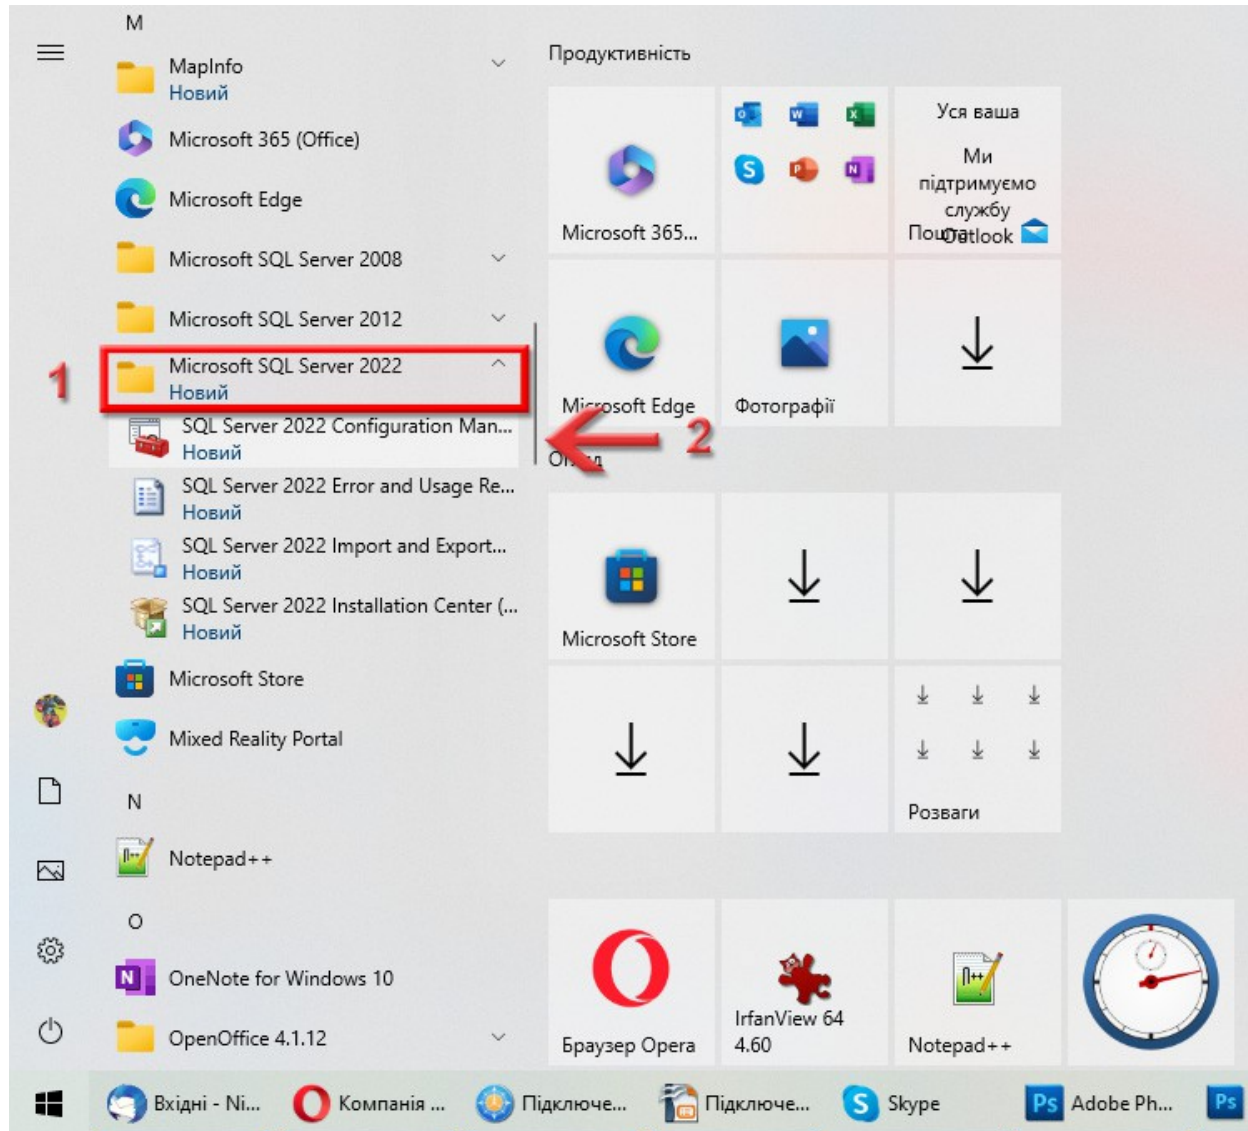 M
MapInfo
Новий
Microsoft 365 (Office)
Microsoft Edge
Microsoft SQL Server 2008
Microsoft SQL Server 2012
1
Microsoft SQL Server 2022
Новий
SQL Server 2022 Configuration Man...
Новий
2
SQL Server 2022 Error and Usage Re...
Новий
SQL Server 2022 Import and Export...
Новий
SQL Server 2022 Installation Center (...
Новий
Microsoft Store
Mixed Reality Portal
N
Notepad++
O
OneNote for Windows 10
OpenOffice 4.1.12
Продуктивність
Microsoft 365...
Уся ваша
Ми
підтримуємо
службу
Outlook
Пошта
Microsoft Edge
Фотографії
Microsoft Store
Розваги
Браузер Opera
IrfanView 64
4.60
Notepad++
Вхідні - Ni...
Компанія ...
Підключе...
Підключе...
Skype
Ps
Adobe Ph...
Ps